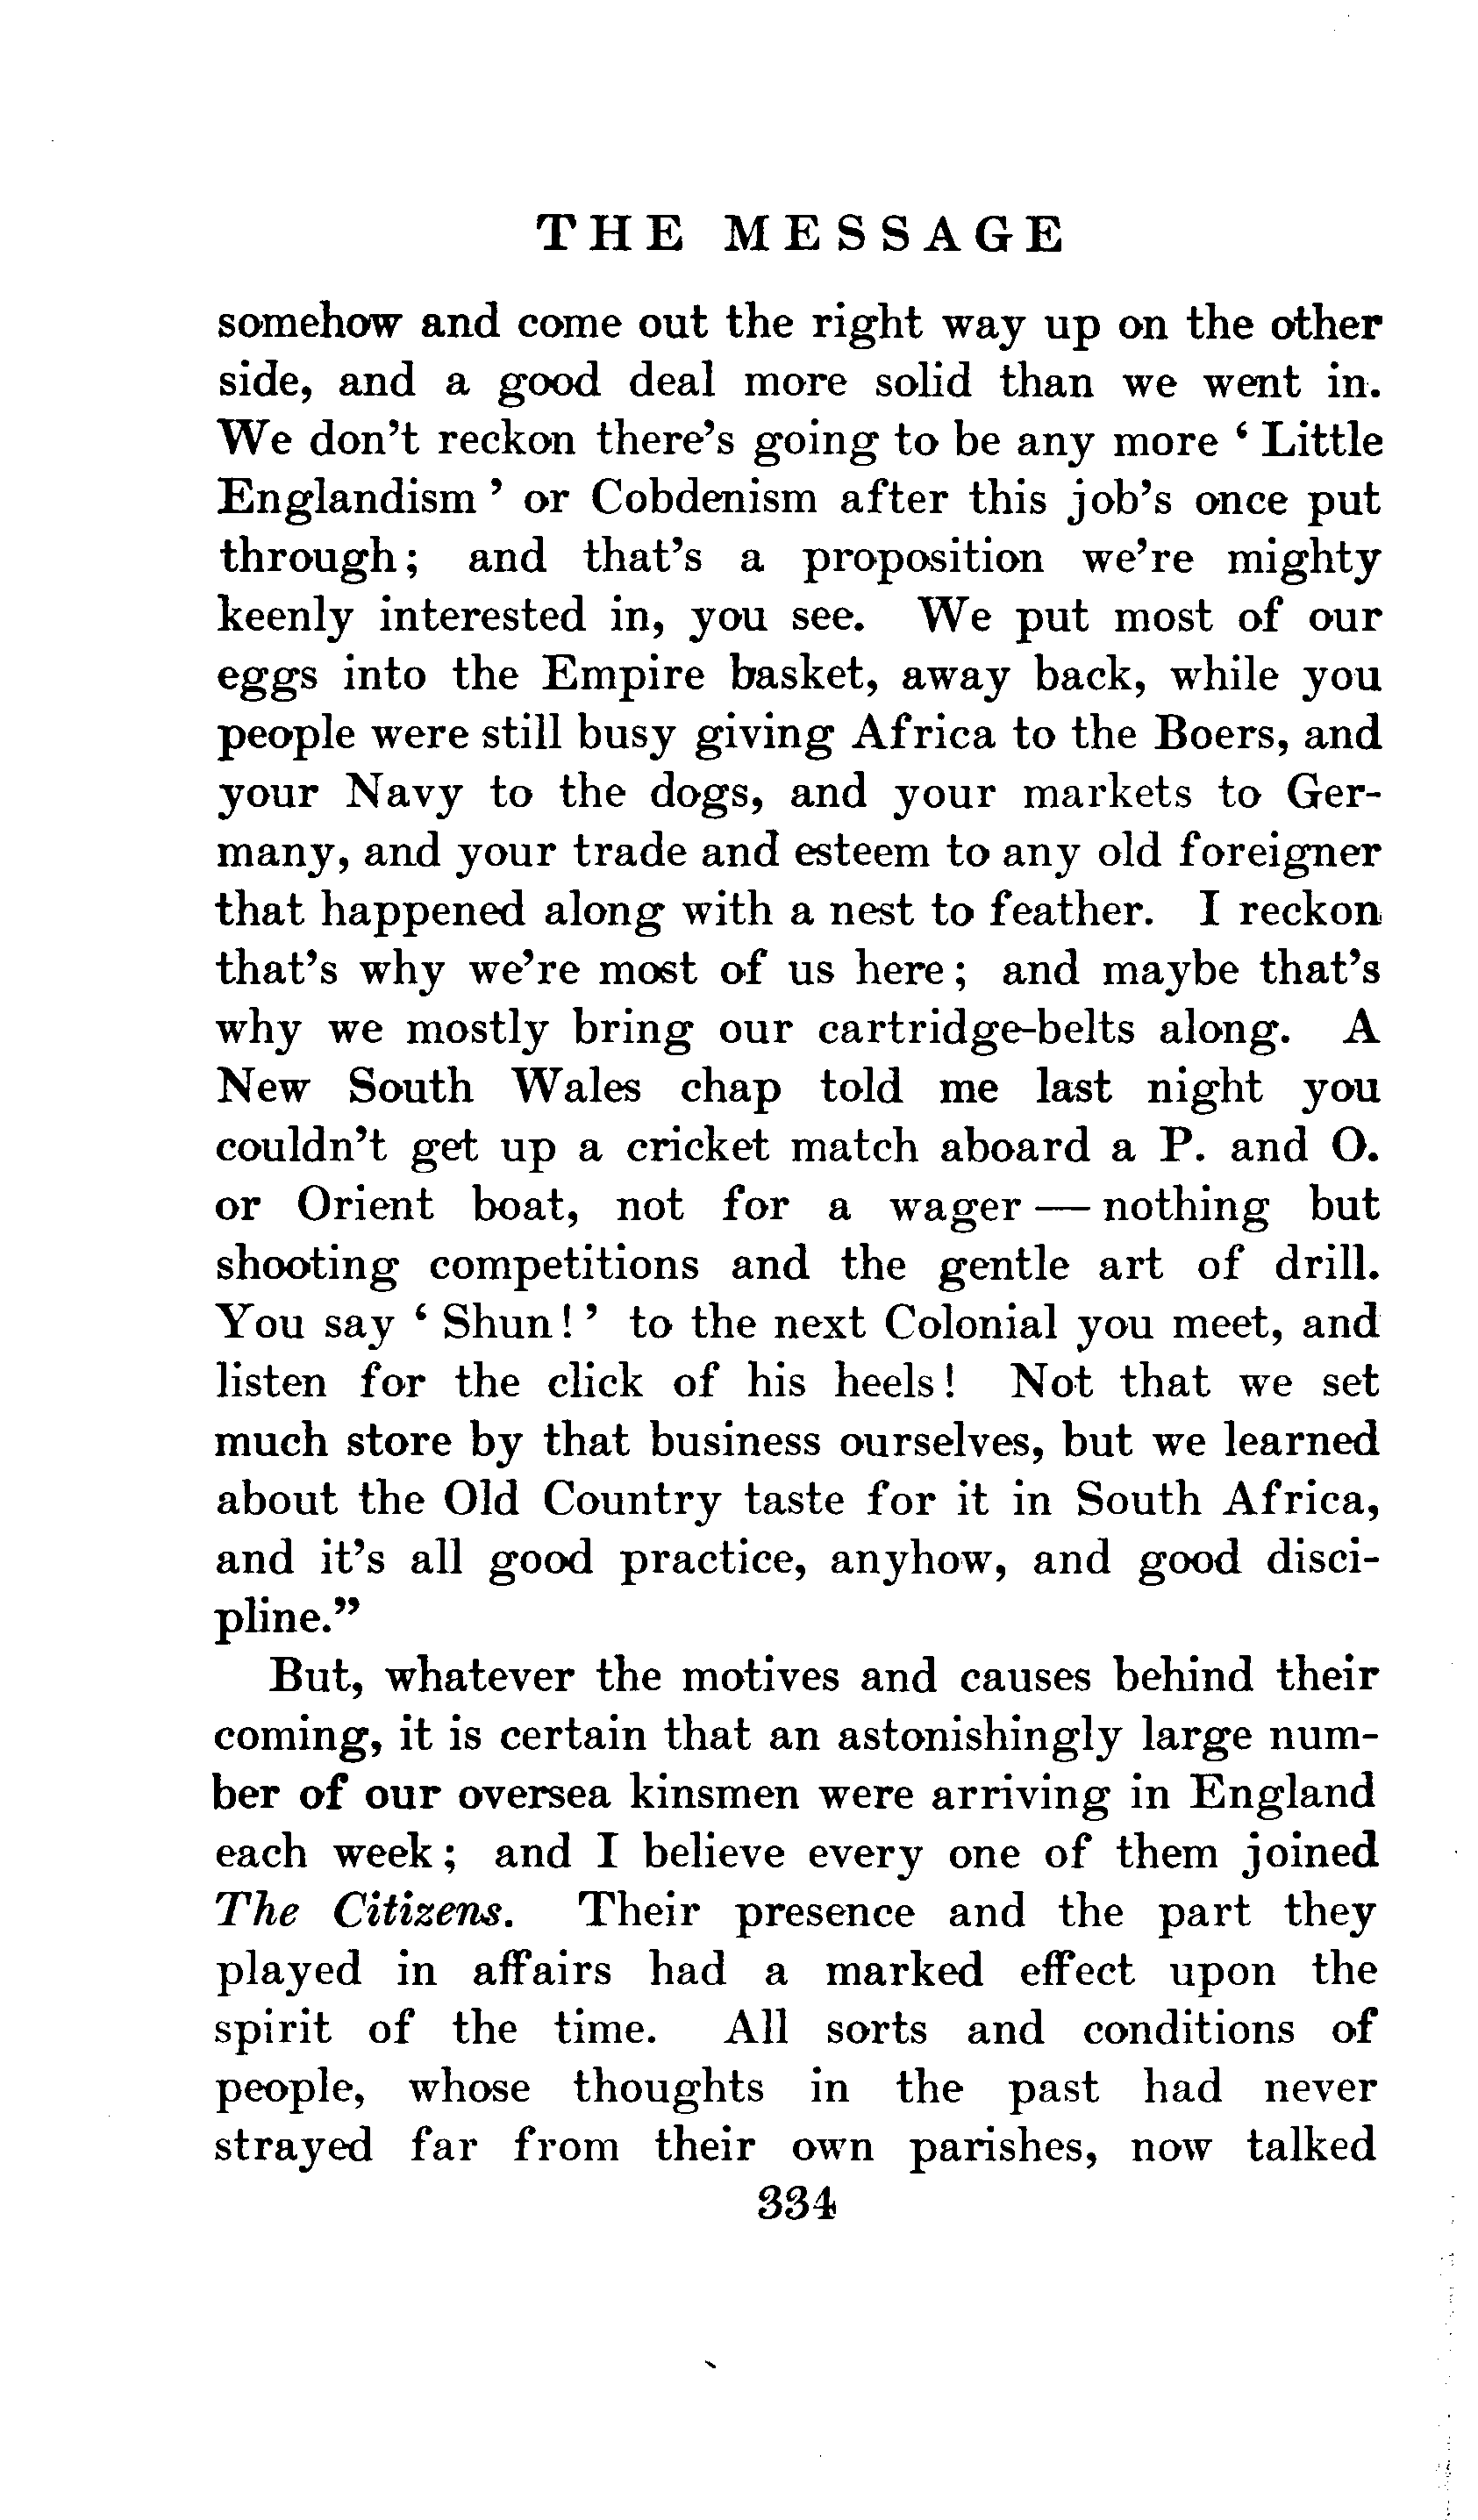 THE MESSAGE
somehow and come out the right way up on the other
side, and a good deal more solid than we went in.
We don't reckon there's going to be any more ‘ Little
Englandism ’ or Cobdenism after this job's once put
through; and that's a proposition we're mighty
keenly interested in, you see. We put most of our
eggs into the Empire basket, away back, while you
people were still busy giving Africa to the Boers, and
your Navy to the dogs, and your markets to Ger-
many, and your trade and esteem to any old foreigner
that happened along with a nest to feather. I reckon
that's why we're most of us here; and maybe that's
why we mostly bring our cartridge-belts along. A
New South Wales chap told me last night you
couldn't get up a cricket match aboard a P. and O.
or Orient boat, not for a wager — nothing but
shooting competitions and the gentle art of drill.
You say ‘ Shun! ’ to the next Colonial you meet, and
listen for the click of his heels! Not that we set
much store by that business ourselves, but we learned
about the Old Country taste for it in South Africa,
and it's all good practice, anyhow, and good disci-
pline.”
But, whatever the motives and causes behind their
coming, it is certain that an astonishingly large num-
ber of our oversea kinsmen were arriving in England
each week; and I believe every one of them joined
The Citizens. Their presence and the part they
played in affairs had a marked effect upon the
spirit of the time. All sorts and conditions of
people, whose thoughts in the past had never
strayed far from their own parishes, now talked
334